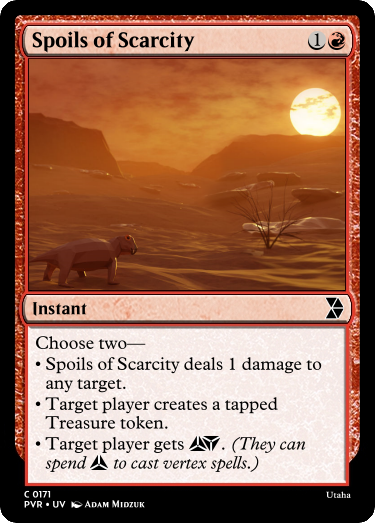 Spoils of Scarcity 1
Instant
Choose two—
• Spoils of Scarcity deals 1 damage to
any target.
• Target player creates a tapped
Treasure token.
• Target player gets . (They can
spend to cast vertex spells.)
C 0171
Utaha
PVR • UV Adam Midzuk